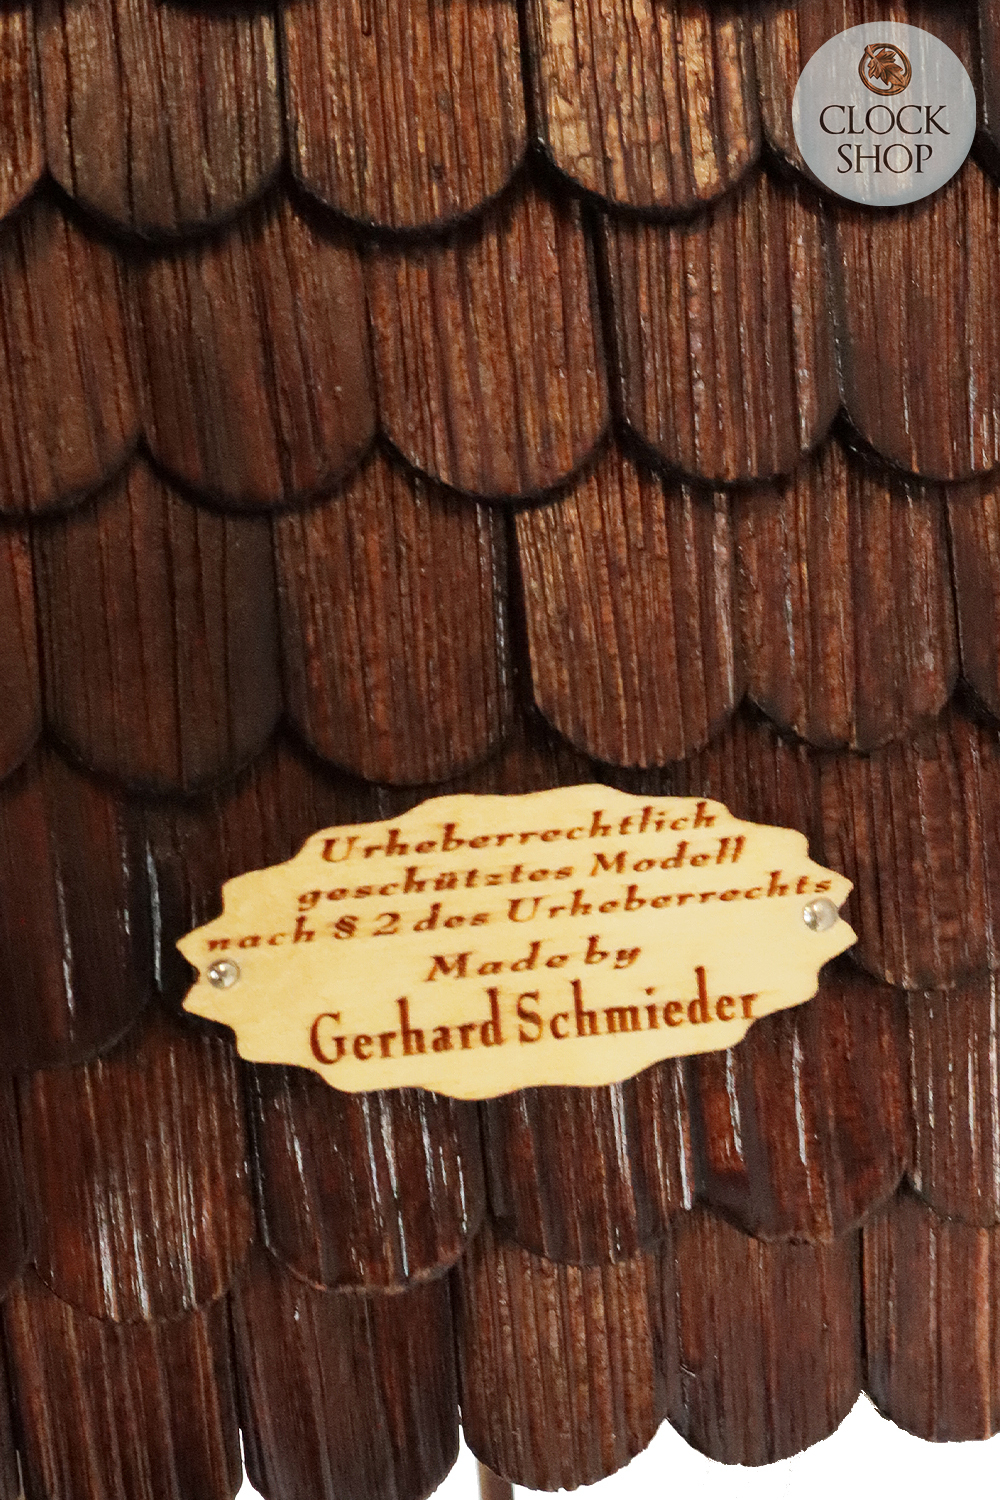 CLOCK
SHOP
Urheberrechtlich
geschütztes Modell
nach § 2 des Urheberrechts
Made by
Gerhard Schmieder